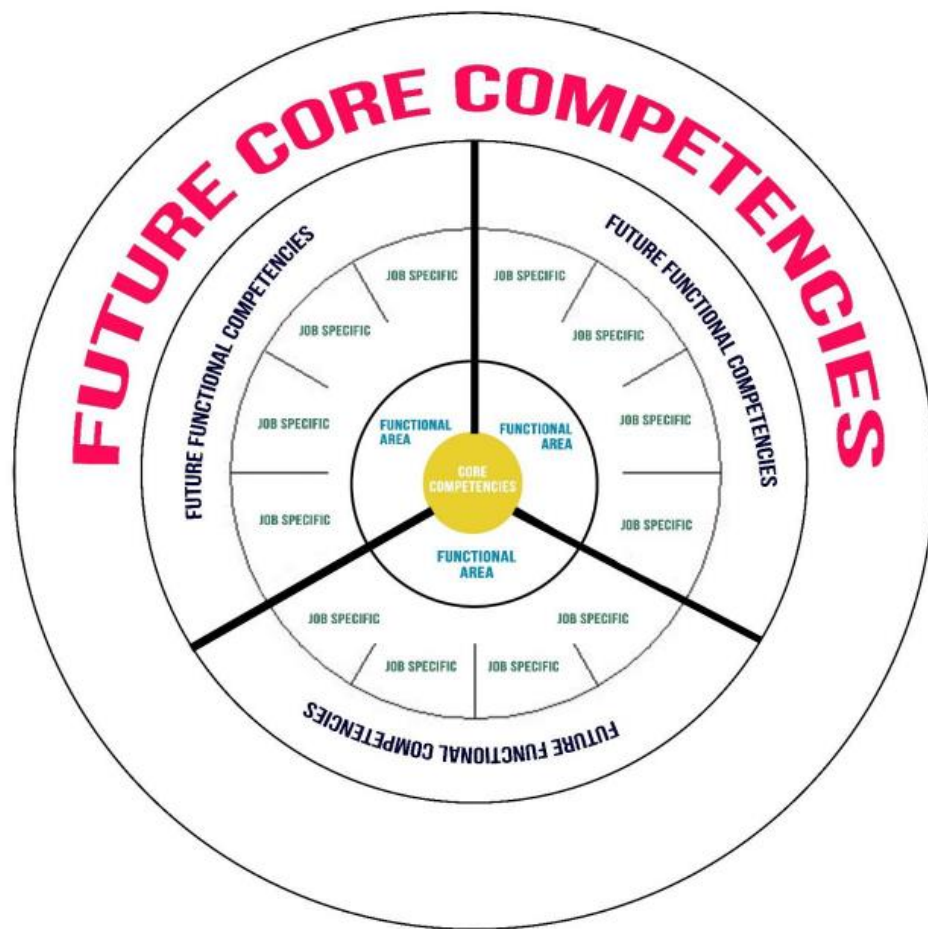 FUTURE CORE COMPETENCIES
FUTURE FUNCTIONAL COMPETENCIES
FUTURE FUNCTIONAL COMPETENCIES
JOB SPECIFIC
JOB SPECIFIC
JOB SPECIFIC
JOB SPECIFIC
JOB SPECIFIC
JOB SPECIFIC
FUNCTIONAL
AREA
FUNCTIONAL
AREA
CORE
COMPETENCIES
JOB SPECIFIC
JOB SPECIFIC
FUNCTIONAL
AREA
JOB SPECIFIC
JOB SPECIFIC
JOB SPECIFIC
JOB SPECIFIC
FUTURE FUNCTIONAL COMPETENCIES